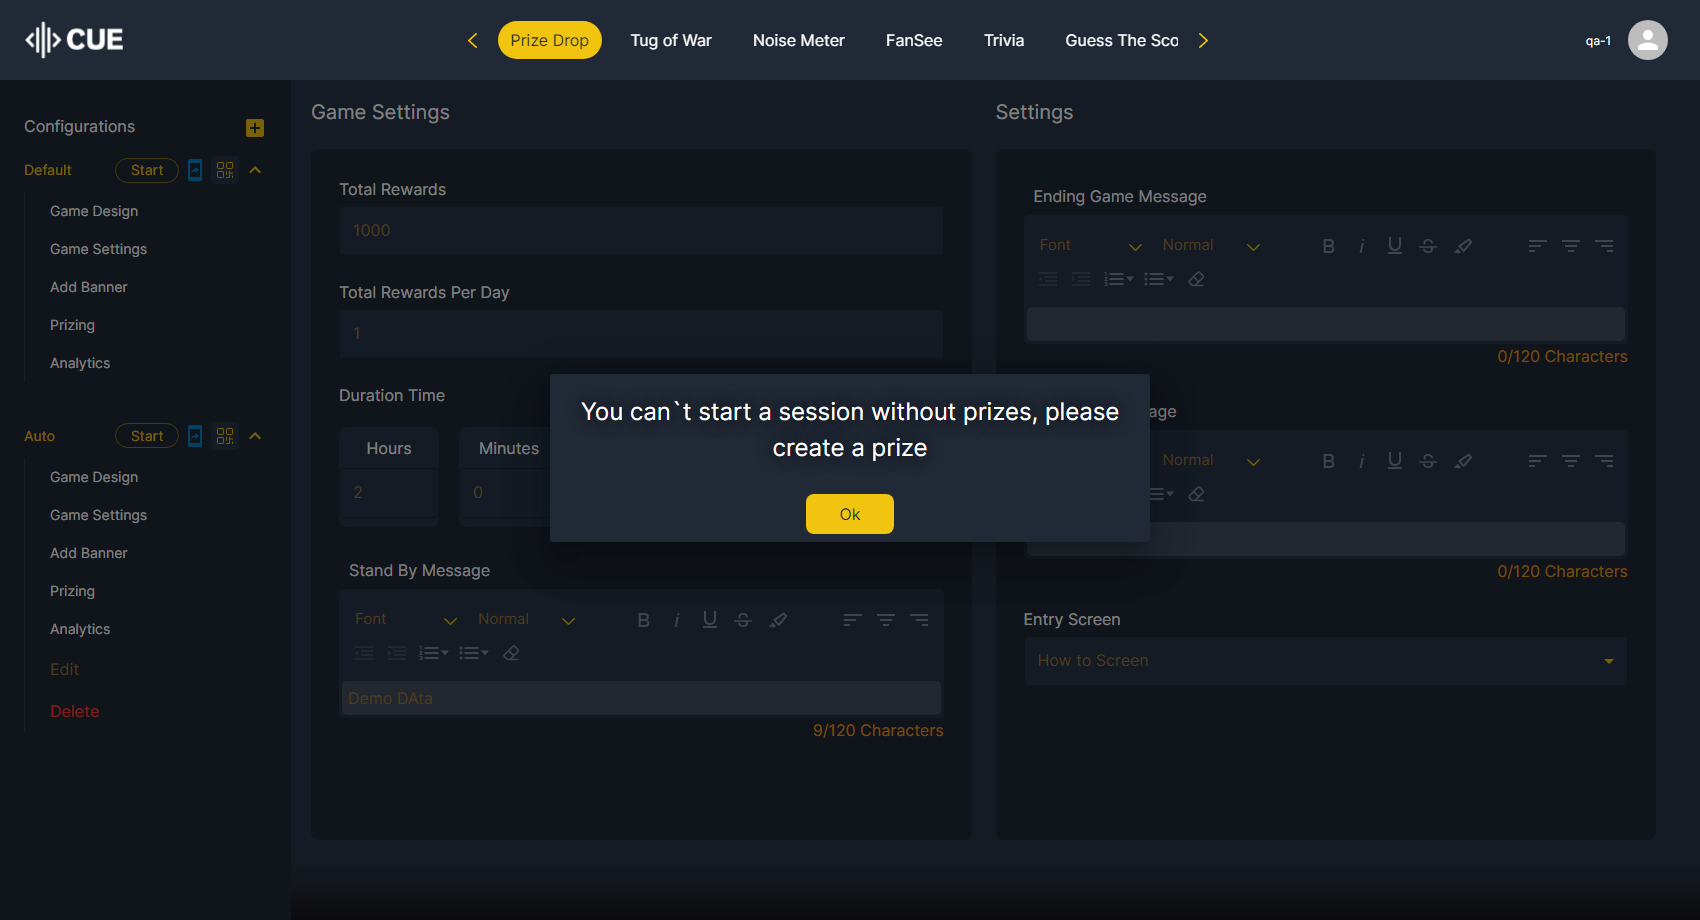 CUE
Prize Drop
Tug of War
Noise Meter
FanSee
Trivia
Guess The Sco
qa-1
Configurations
Default
Start
Game Design
Game Settings
Add Banner
Prizing
Analytics
Auto
Start
Game Design
Game Settings
Add Banner
Prizing
Analytics
Edit
Delete
Game Settings
Total Rewards
1000
Total Rewards Per Day
1
Duration Time
Hours
Minutes
2
0
Stand By Message
Font
Normal
Demo DAta
9/120 Characters
You can`t start a session without prizes, please
create a prize
Ok
Settings
Ending Game Message
Font
Normal
0/120 Characters
age
Normal
0/120 Characters
Entry Screen
How to Screen